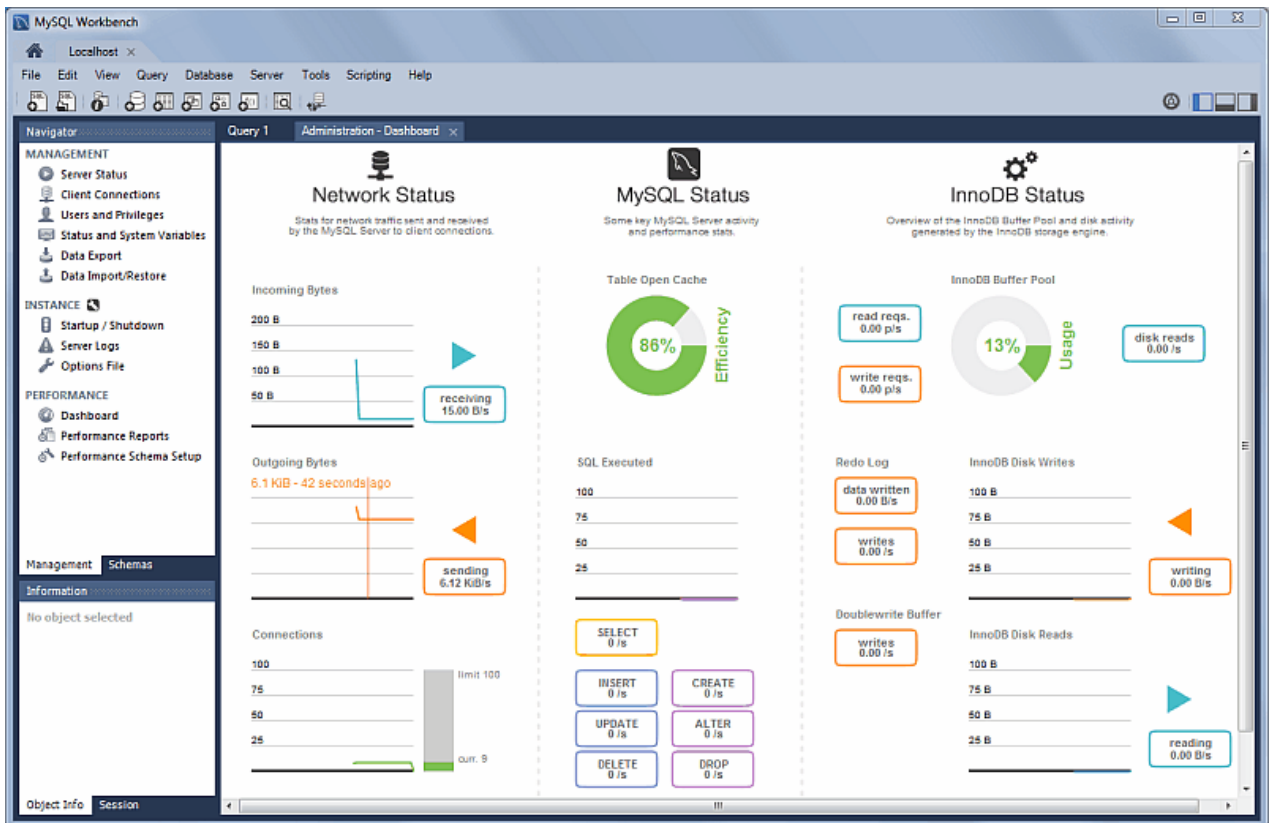 MySQL Workbench
Localhost ×
File Edit View Query Database Server Tools Scripting Help
Navigator
MANAGEMENT
Server Status
Client Connections
Users and Privileges
Status and System Variables
Data Export
Data Import/Restore
INSTANCE
Startup / Shutdown
Server Logs
Options File
PERFORMANCE
Dashboard
Performance Reports
Performance Schema Setup
Management Schemas
Information
No object selected
Object Info Session
Query 1 Administration - Dashboard ×
Network Status
Stats for network traffic sent and received
by the MySQL Server to client connections.
Incoming Bytes
200 B
150 B
100 B
50 B
receiving
15.00 B/s
Outgoing Bytes
6.1 KiB - 42 seconds ago
sending
6.12 KiB/s
Connections
100
75
50
25
limit 100
curr. 9
MySQL Status
Some key MySQL Server activity
and performance stats.
Table Open Cache
86%
Efficiency
SQL Executed
100
75
50
25
SELECT
0 /s
INSERT
0 /s
CREATE
0 /s
UPDATE
0 /s
ALTER
0 /s
DELETE
0 /s
DROP
0 /s
InnoDB Status
Overview of the InnoDB Buffer Pool and disk activity
generated by the InnoDB storage engine.
InnoDB Buffer Pool
read reqs.
0.00 p/s
write reqs.
0.00 p/s
13%
Usage
disk reads
0.00 /s
Redo Log
data written
0.00 B/s
writes
0.00 /s
InnoDB Disk Writes
100 B
75 B
50 B
25 B
writing
0.00 B/s
Doublewrite Buffer
writes
0.00 /s
InnoDB Disk Reads
100 B
75 B
50 B
25 B
reading
0.00 B/s